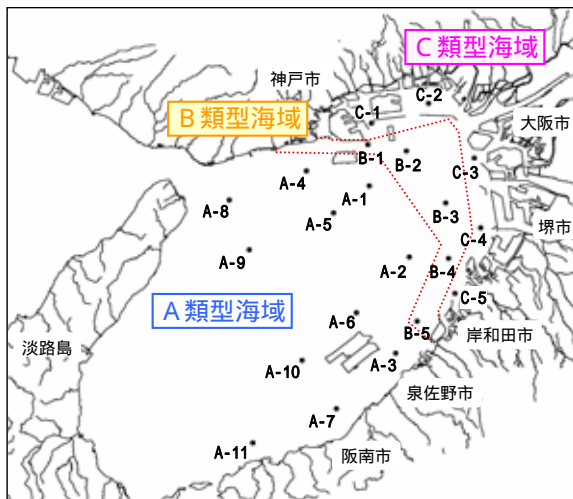 C類型海域
神戸市
C-2
B類型海域
C-1
大阪市
B-1
B-2
C-3
A-4
A-1
A-8
A-5
B-3
堺市
C-4
A-9
A-2
B-4
A類型海域
C-5
A-6
B-5
岸和田市
淡路島
A-3
A-10
泉佐野市
A-7
A-11
阪南市